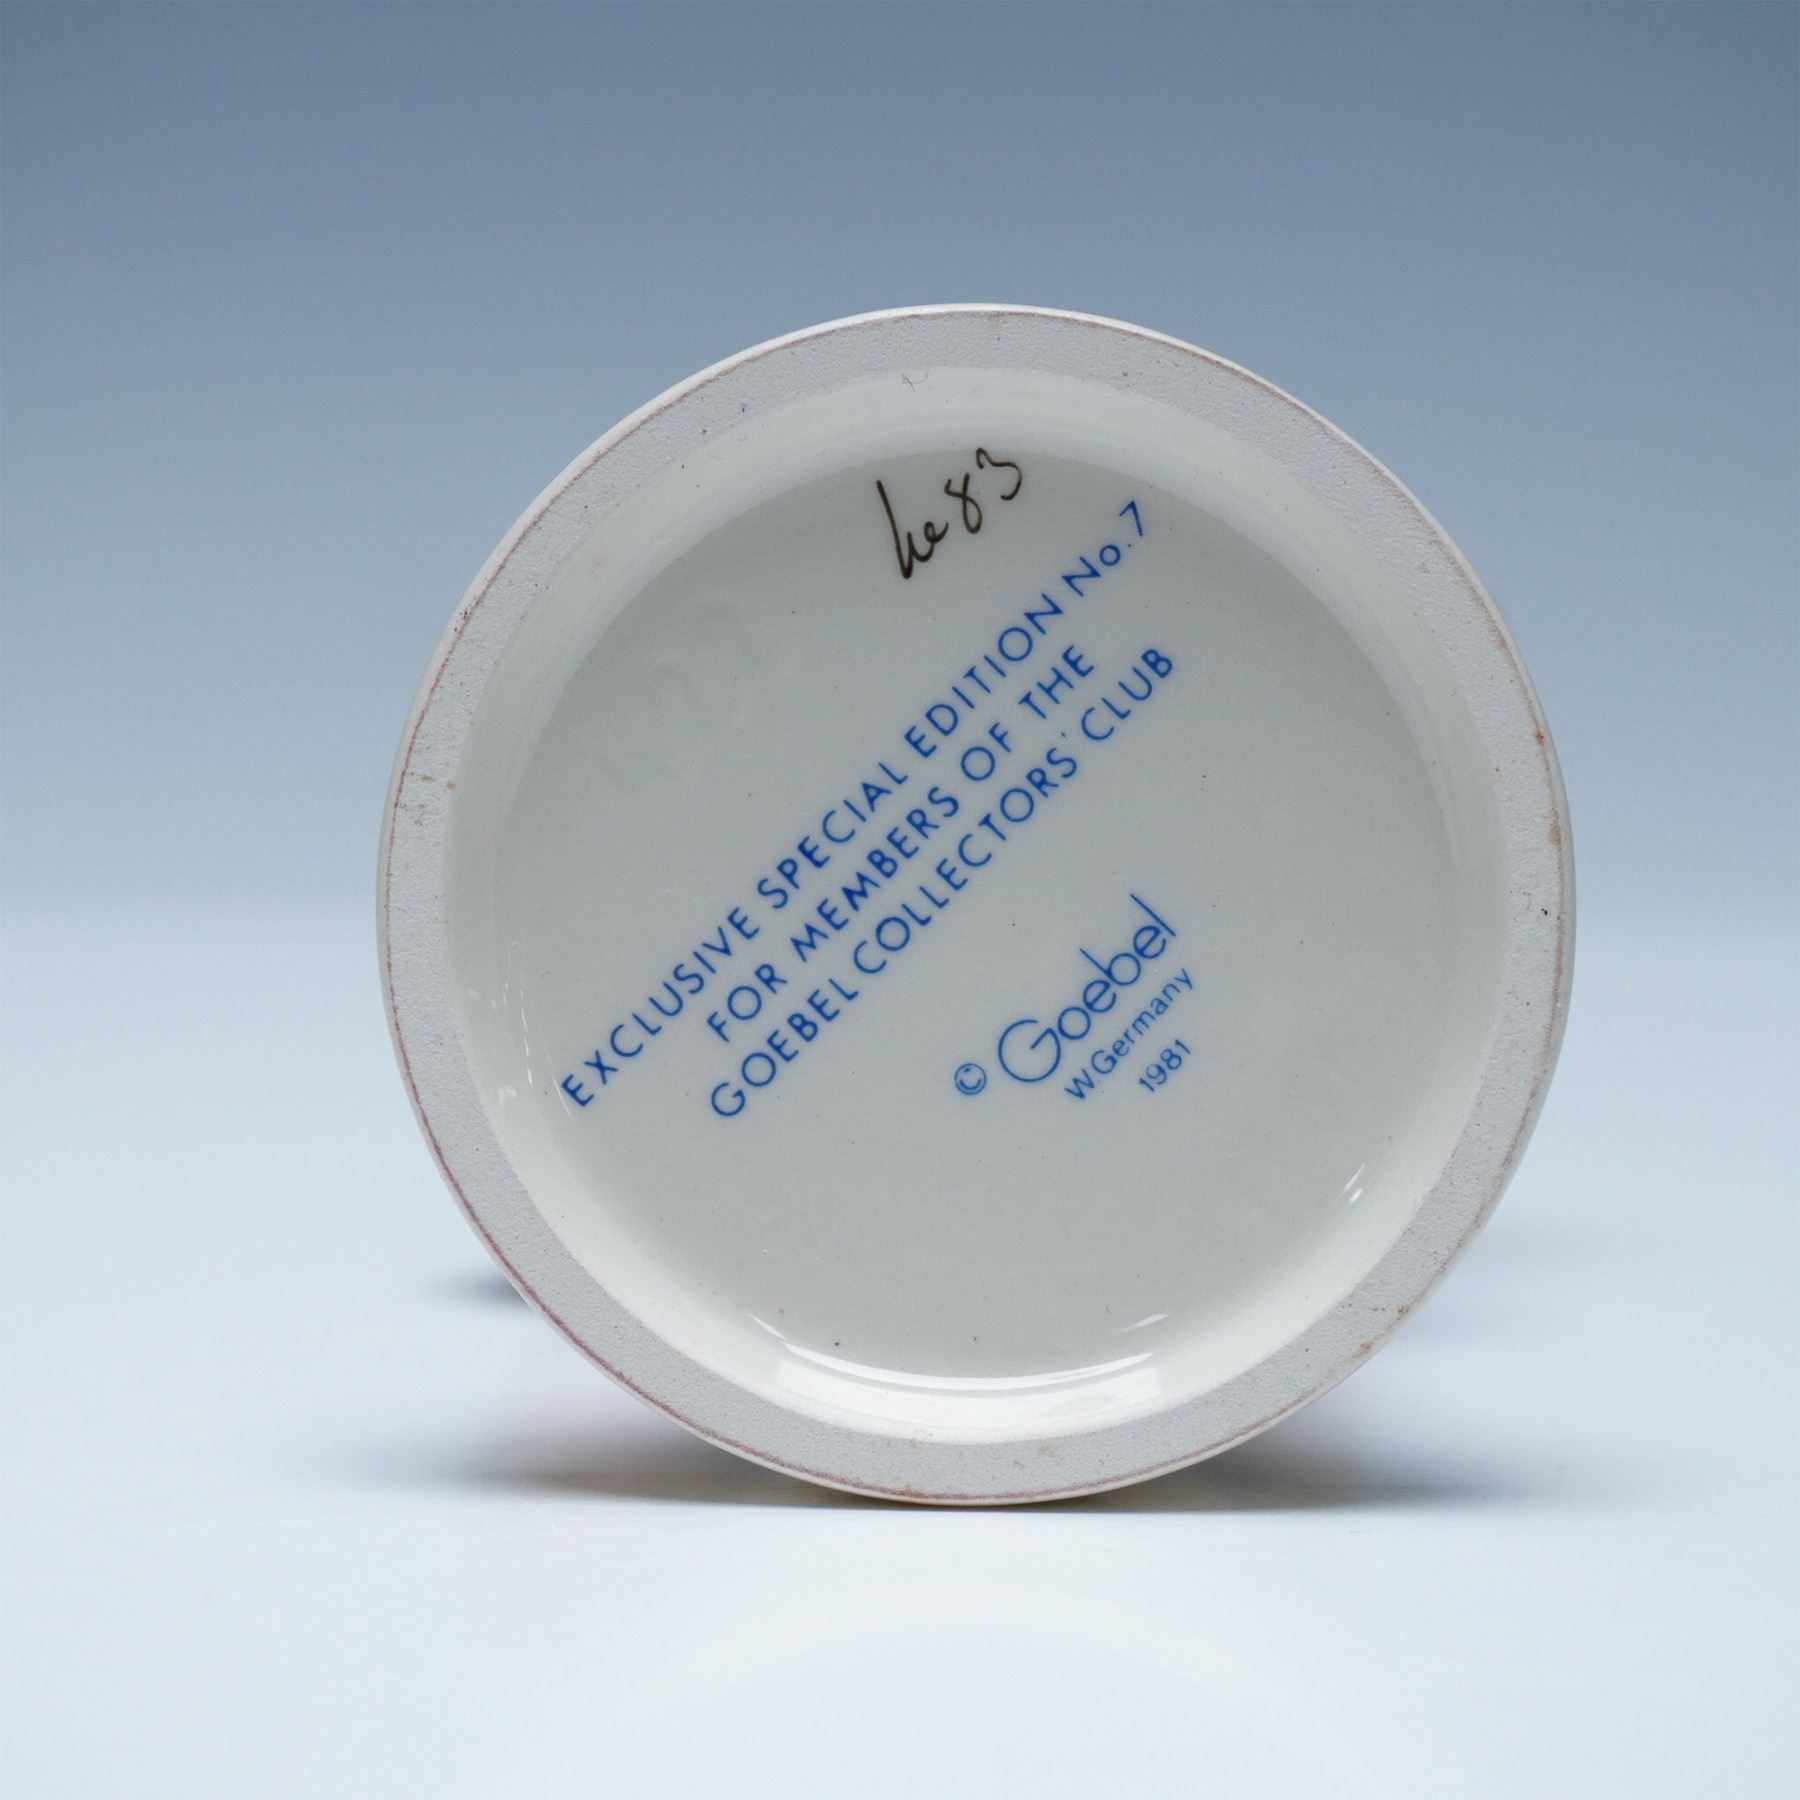 he 83
EXCLUSIVE SPECIAL EDITION No. 7
FOR MEMBERS OF THE
GOEBEL COLLECTORS' CLUB
© Goebel
W. Germany
1981